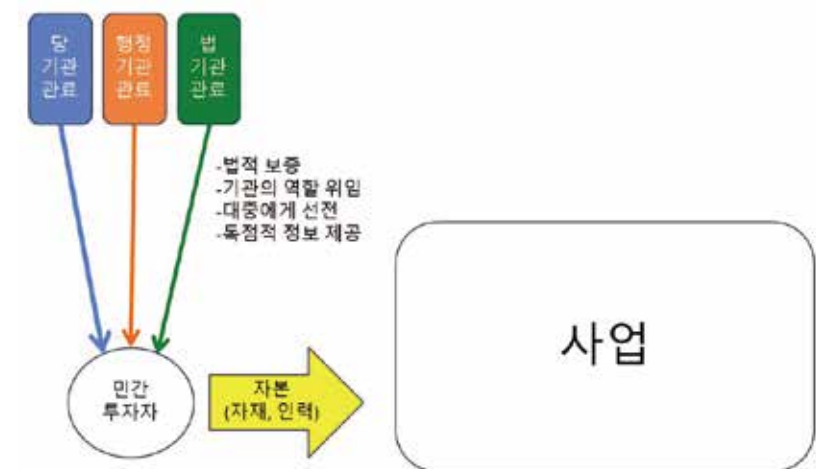 당
기관
관료
행정
기관
관료
법
기관
관료
-법적 보증
-기관의 역할 위임
-대중에게 선전
-독점적 정보 제공
민간
투자자
자본
(자재, 인력)
사업